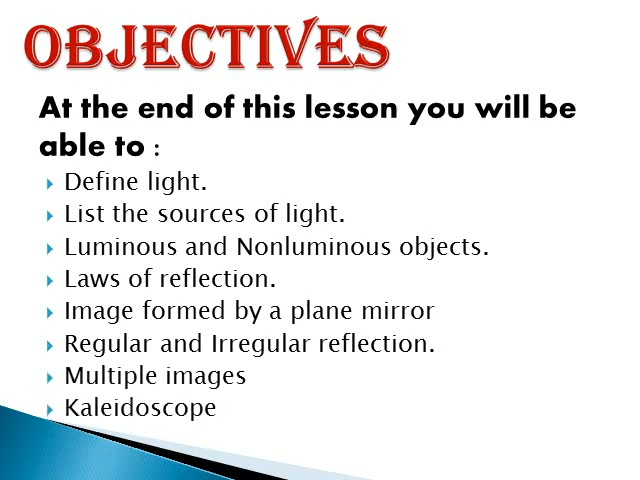 OBJECTIVES
At the end of this lesson you will be
able to :
Define light.
List the sources of light.
Luminous and Nonluminous objects.
Laws of reflection.
Image formed by a plane mirror
Regular and Irregular reflection.
Multiple images
Kaleidoscope